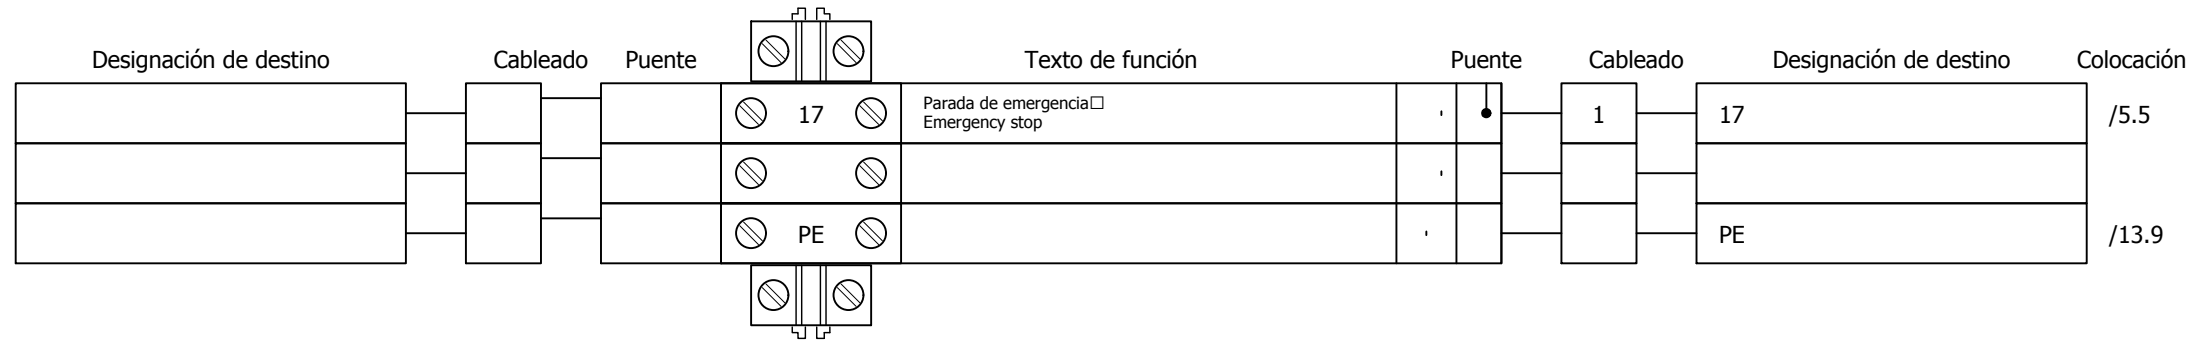 Designación de destino Cableado Puente Texto de función Puente Cableado Designación de destino Colocación
17 Parada de emergencia□ 1 17 /5.5
Emergency stop
PE PE /13.9